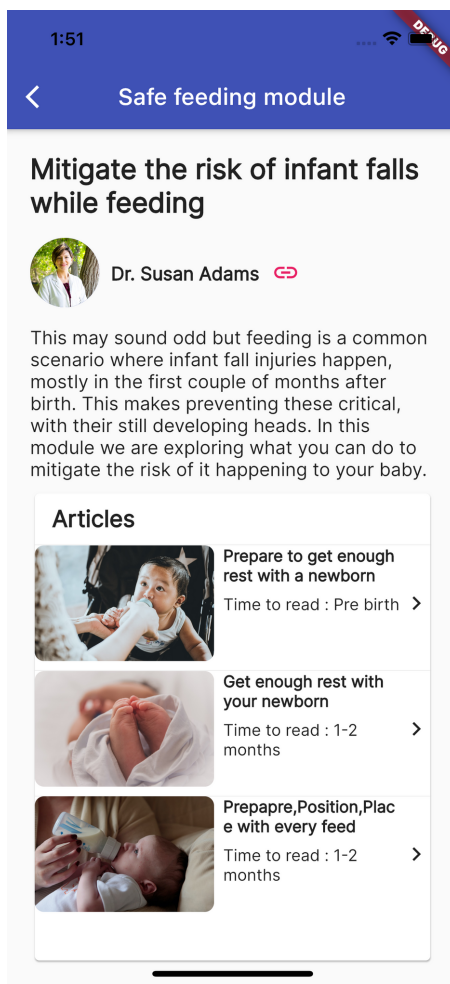 1:51
DEBUG
Safe feeding module
Mitigate the risk of infant falls
while feeding
Dr. Susan Adams
This may sound odd but feeding is a common
scenario where infant fall injuries happen,
mostly in the first couple of months after
birth. This makes preventing these critical,
with their still developing heads. In this
module we are exploring what you can do to
mitigate the risk of it happening to your baby.
Articles
Prepare to get enough
rest with a newborn
Time to read : Pre birth
Get enough rest with
your newborn
Time to read : 1-2
months
Prepapre,Position,Plac
e with every feed
Time to read : 1-2
months